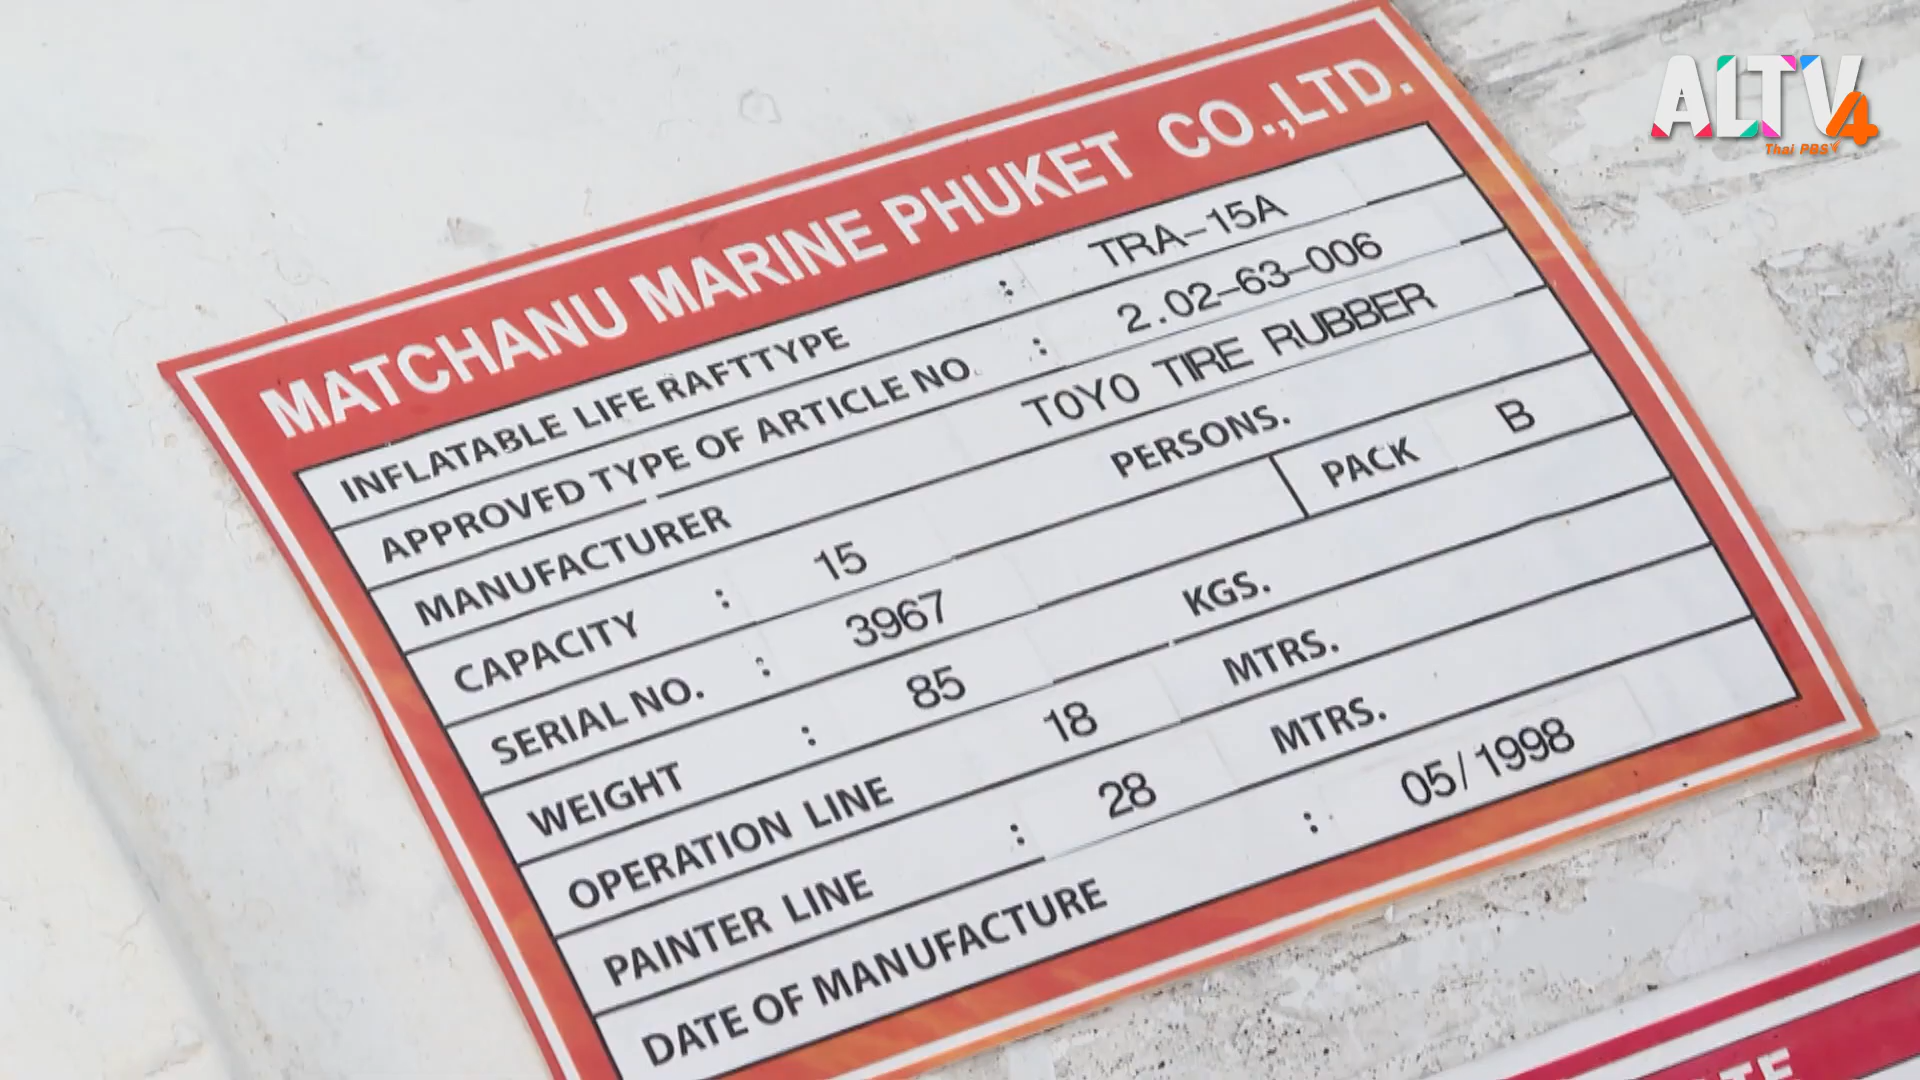 ALTV4
Thai PBS
MATCHANU MARINE PHUKET CO.,LTD.
INFLATABLE LIFE RAFTTYPE : TRA-15A
APPROVED TYPE OF ARTICLE NO. : 2.02-63-006
MANUFACTURER TOYO TIRE RUBBER
CAPACITY : 15 PERSONS.
SERIAL NO. : 3967 PACK B
WEIGHT : 85 KGS.
OPERATION LINE 18 MTRS.
PAINTER LINE : 28 MTRS.
DATE OF MANUFACTURE : 05/1998